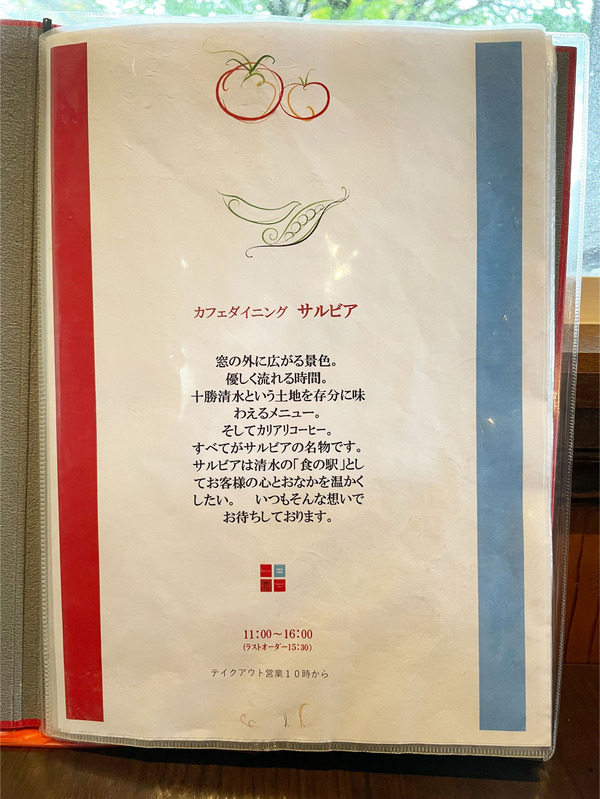 カフェダイニング サルビア
窓の外に広がる景色。
優しく流れる時間。
十勝清水という土地を存分に味
わえるメニュー。
そしてカリアリコーヒー。
すべてがサルビアの名物です。
サルビアは清水の「食の駅」とし
てお客様の心とおなかを温かく
したい。 いつもそんな想いで
お待ちしております。
11:00～16:00
(ラストオーダー15:30)
テイクアウト営業10時から